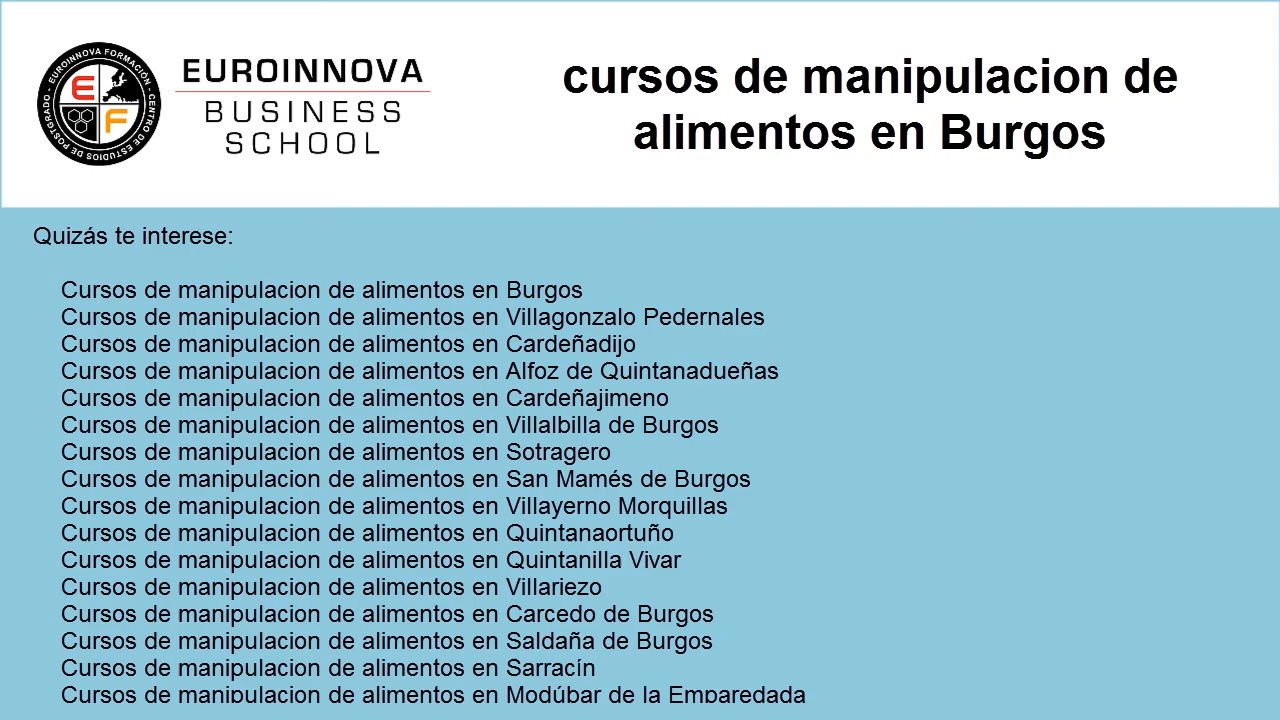 EUROINNOVA FORMACIÓN - CENTRO DE ESTUDIOS DE POSTGRADO -
E
F
EUROINNOVA
BUSINESS
SCHOOL
cursos de manipulacion de
alimentos en Burgos
Quizás te interese:
Cursos de manipulacion de alimentos en Burgos
Cursos de manipulacion de alimentos en Villagonzalo Pedernales
Cursos de manipulacion de alimentos en Cardeñadijo
Cursos de manipulacion de alimentos en Alfoz de Quintanadueñas
Cursos de manipulacion de alimentos en Cardeñajimeno
Cursos de manipulacion de alimentos en Villalbilla de Burgos
Cursos de manipulacion de alimentos en Sotragero
Cursos de manipulacion de alimentos en San Mamés de Burgos
Cursos de manipulacion de alimentos en Villayerno Morquillas
Cursos de manipulacion de alimentos en Quintanaortuño
Cursos de manipulacion de alimentos en Quintanilla Vivar
Cursos de manipulacion de alimentos en Villariezo
Cursos de manipulacion de alimentos en Carcedo de Burgos
Cursos de manipulacion de alimentos en Saldaña de Burgos
Cursos de manipulacion de alimentos en Sarracín
Cursos de manipulacion de alimentos en Modúbar de la Emparedada